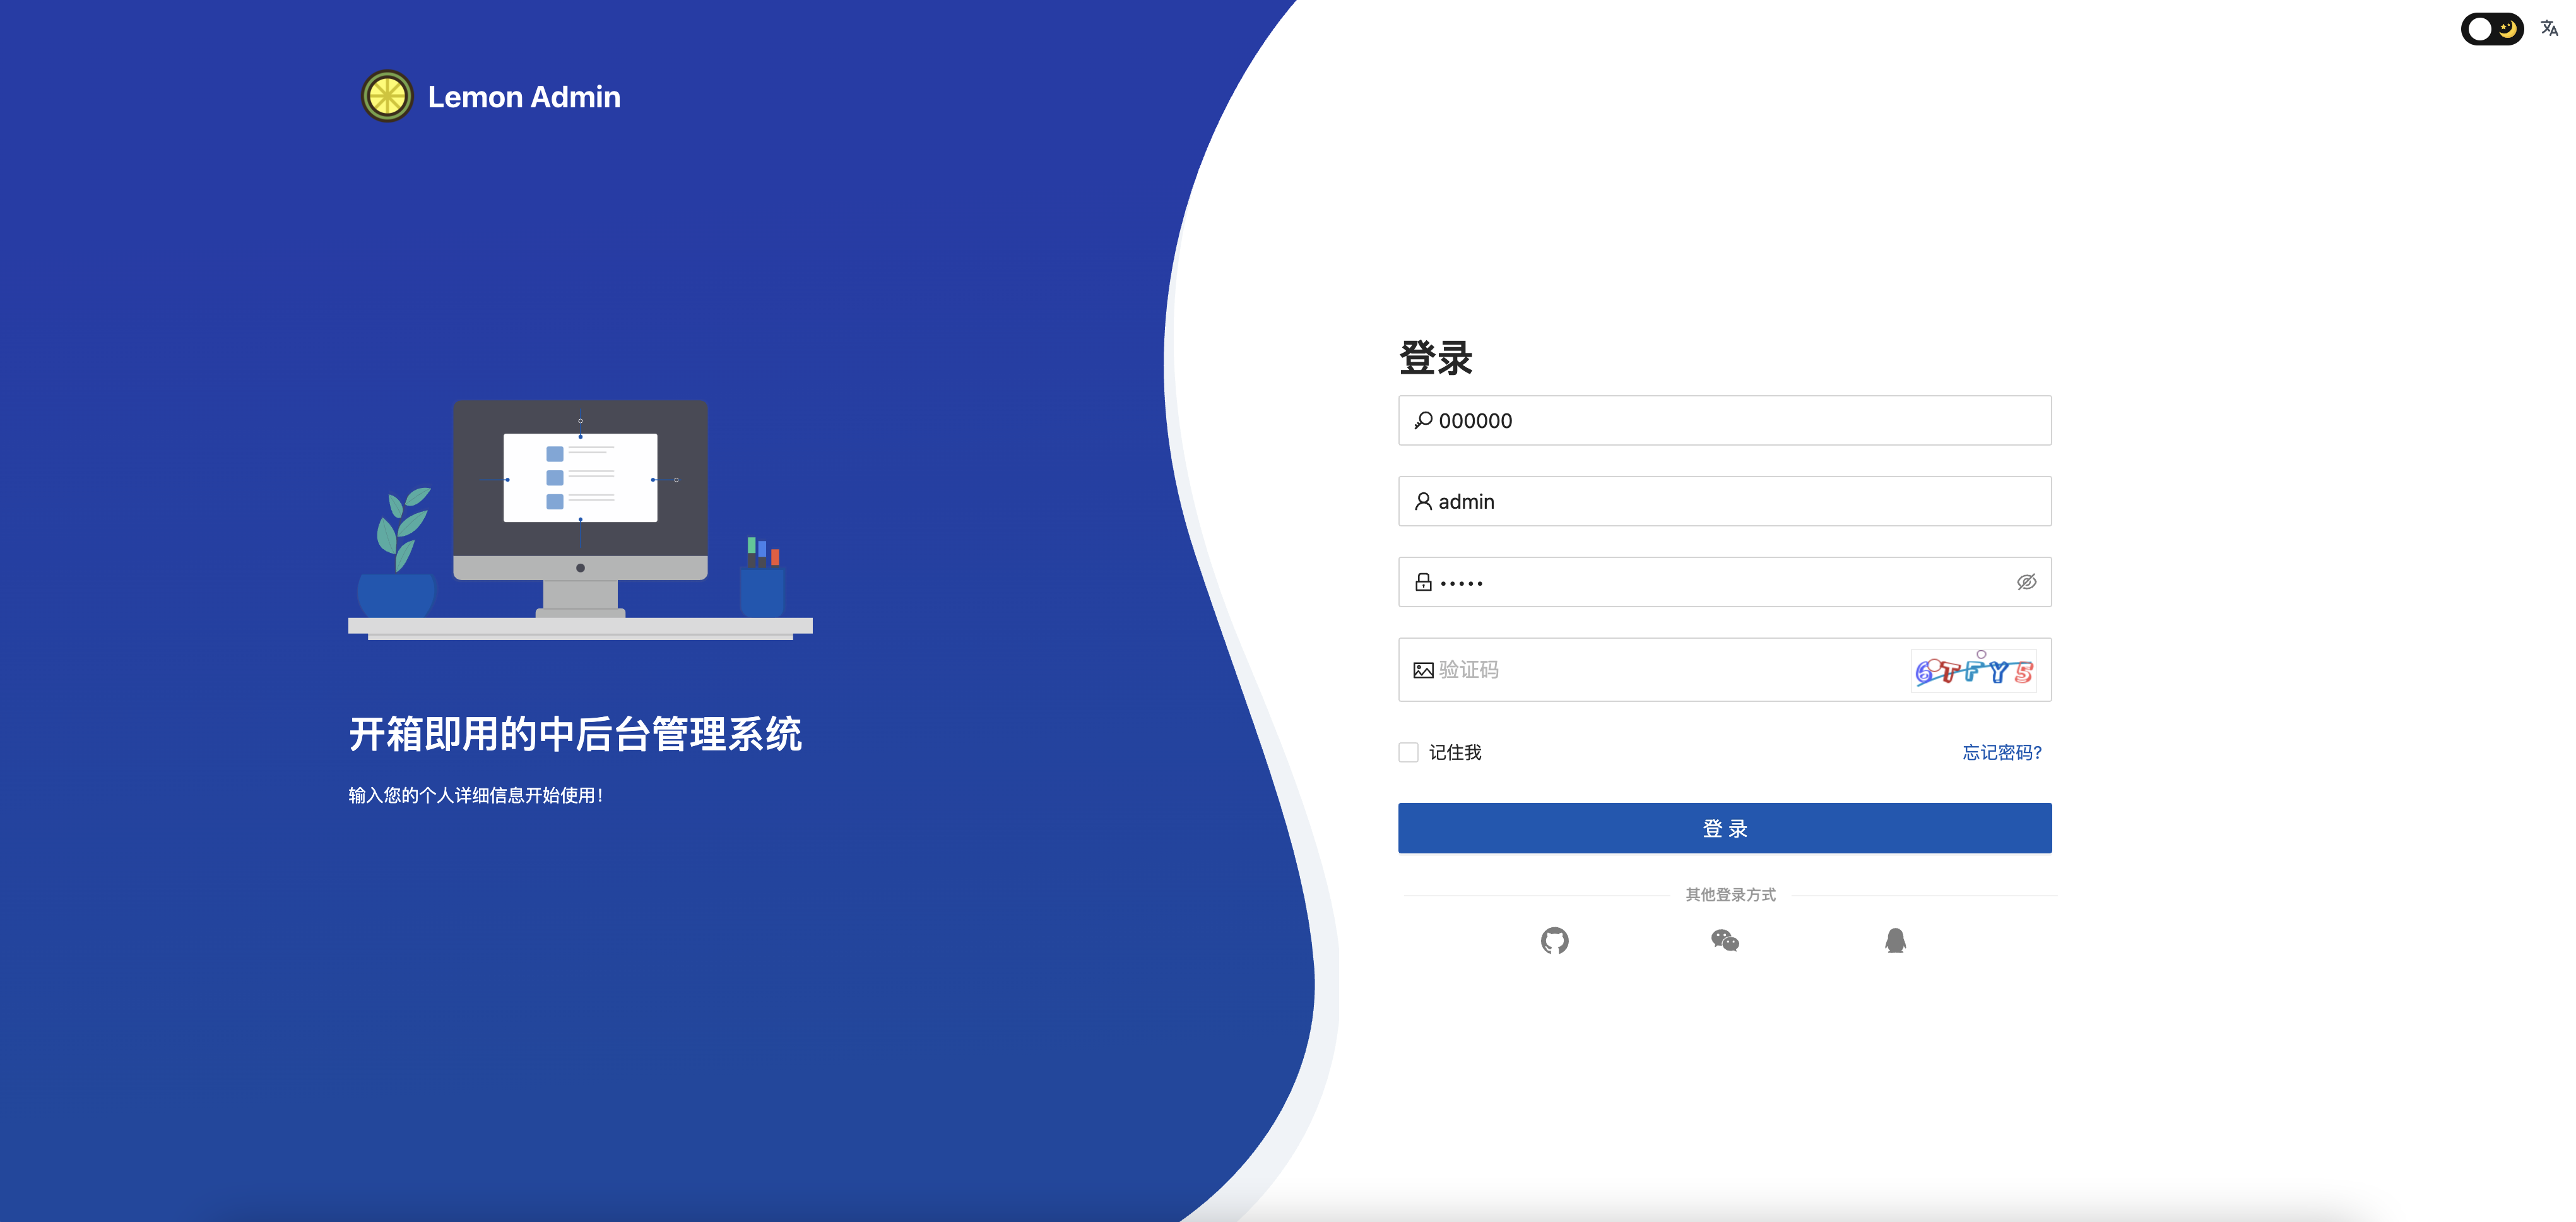 Lemon Admin
开箱即用的中后台管理系统
输入您的个人详细信息开始使用！
登录
000000
admin
•••••
验证码
6TFY5
记住我
忘记密码?
登 录
其他登录方式